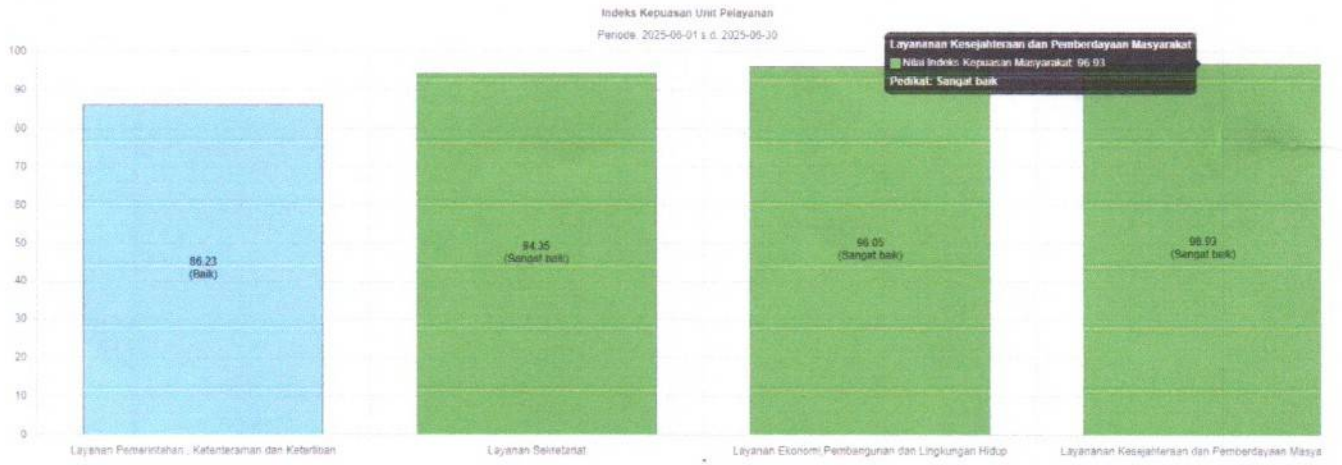 Indeks Kepuasan Unit Pelayanan
Periode: 2025-06-01 s.d. 2025-06-30
Layananan Kesejahteraan dan Pemberdayaan Masyarakat
Nilai Indeks Kepuasan Masyarakat: 96.93
Pedikat: Sangat baik
100
90
80
70
60
50
40
30
20
10
0
86.23
(Baik)
94.35
(Sangat baik)
96.05
(Sangat baik)
96.93
(Sangat baik)
Layanan Pemerintahan , Ketenteraman dan Ketertiban
Layanan Sekretariat
Layanan Ekonomi,Pembangunan dan Lingkungan Hidup
Layananan Kesejahteraan dan Pemberdayaan Masya